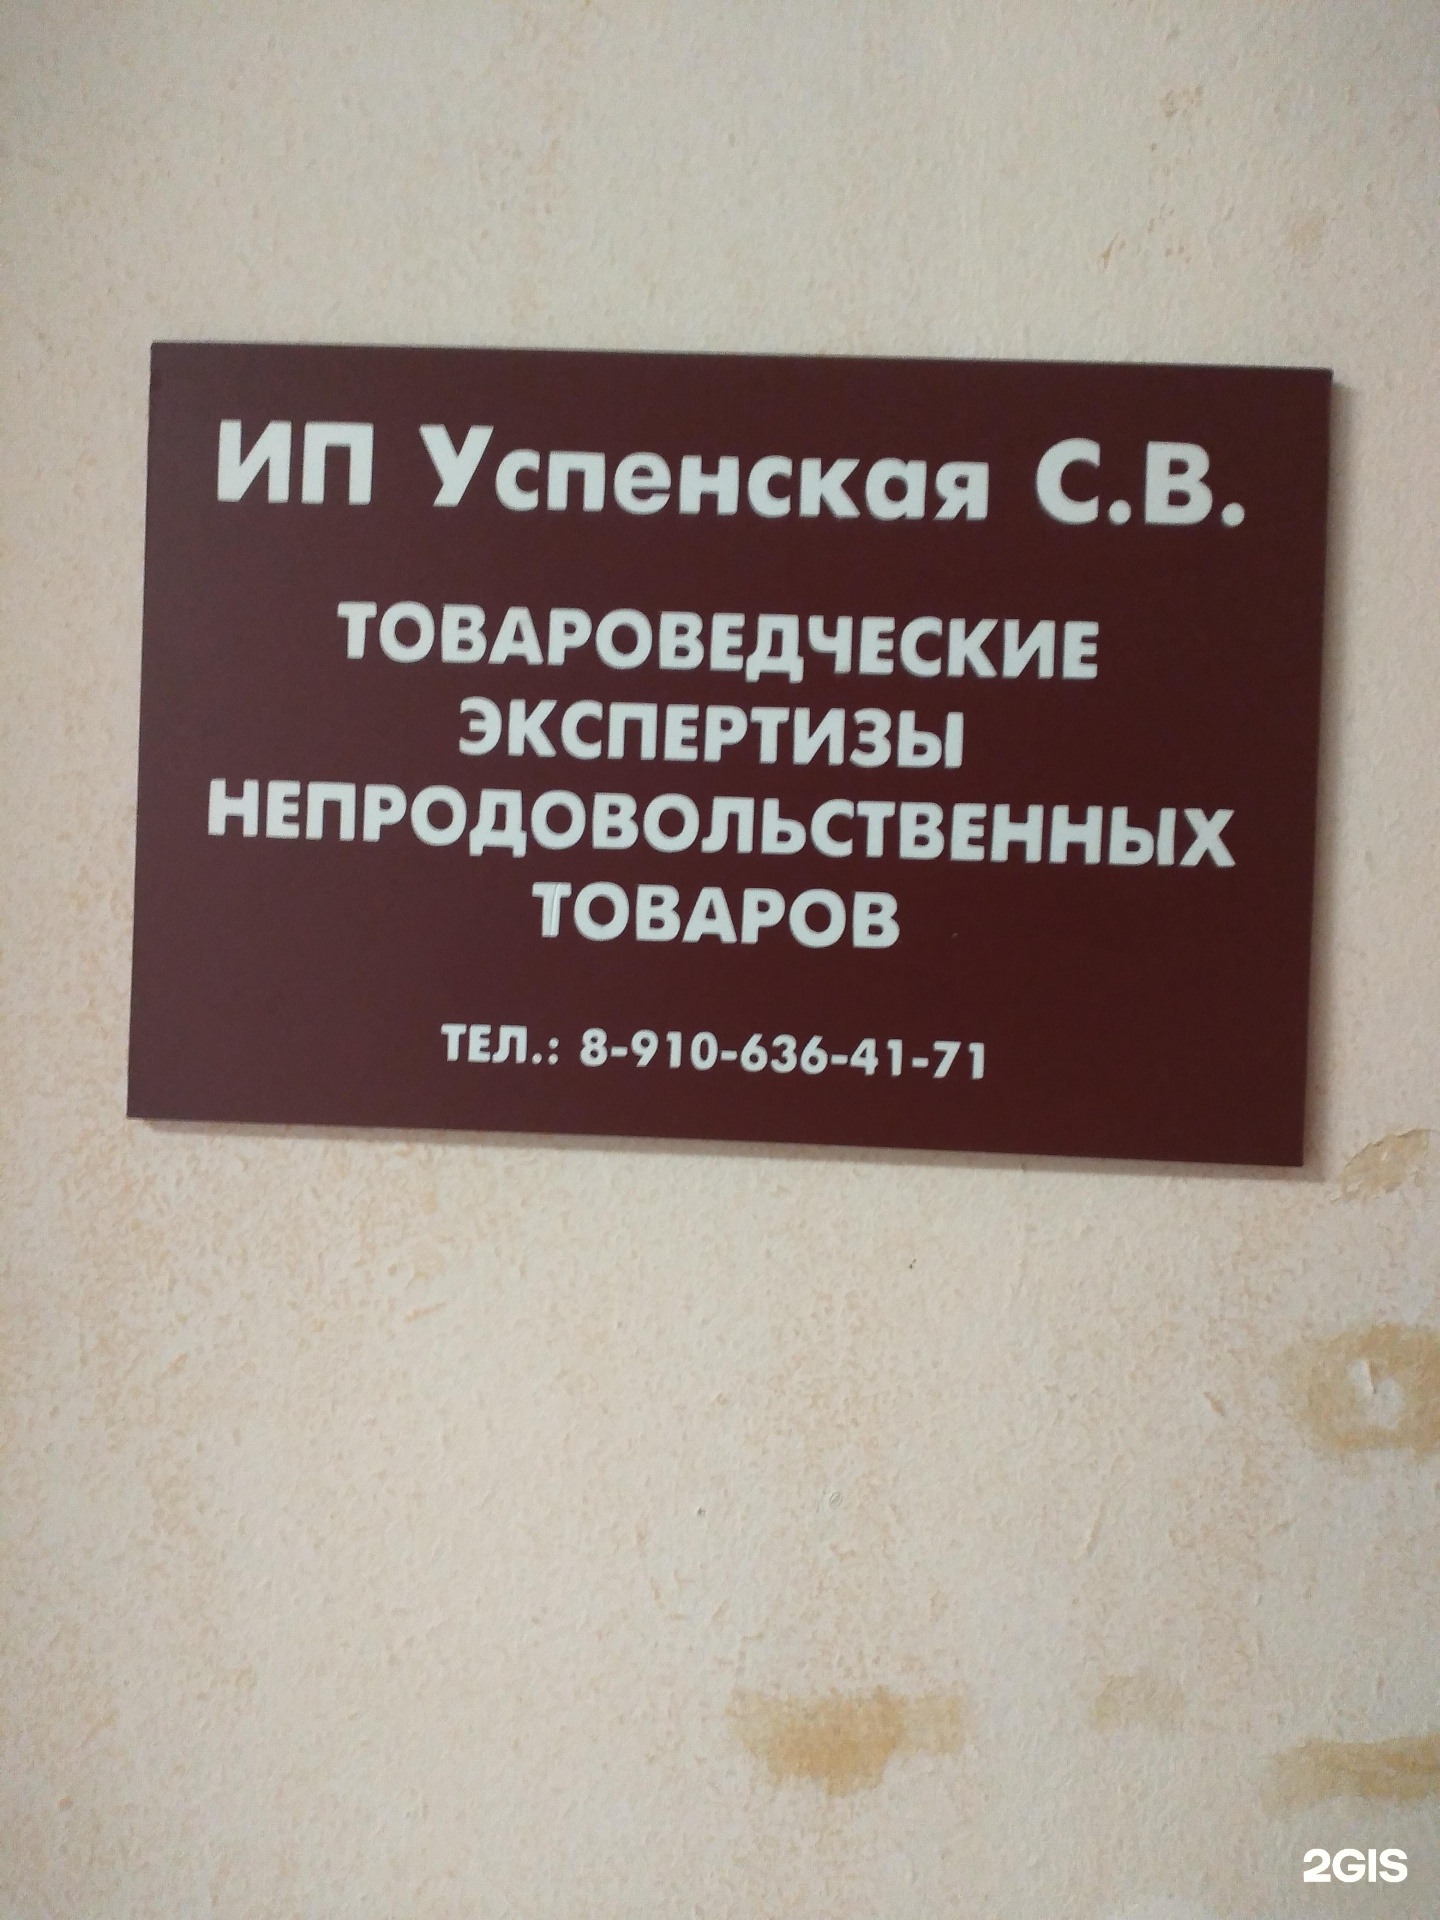 ИП Успенская С.В.
ТОВАРОВЕДЧЕСКИЕ
ЭКСПЕРТИЗЫ
НЕПРОДОВОЛЬСТВЕННЫХ
ТОВАРОВ
ТЕЛ.: 8-910-636-41-71
2GIS